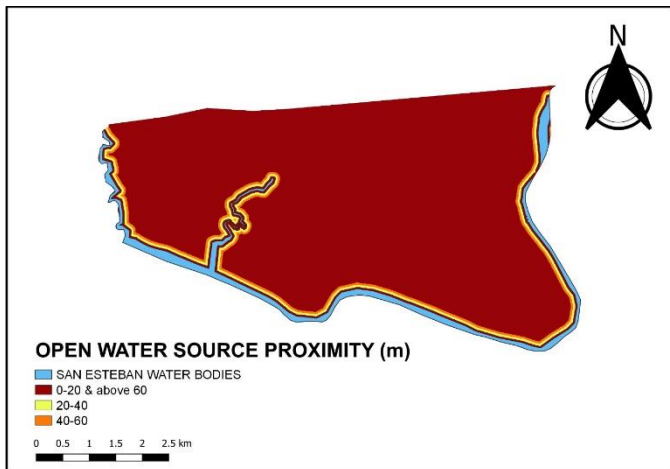 N
OPEN WATER SOURCE PROXIMITY (m)
SAN ESTEBAN WATER BODIES
0-20 & above 60
20-40
40-60
0 0.5 1 1.5 2 2.5 km